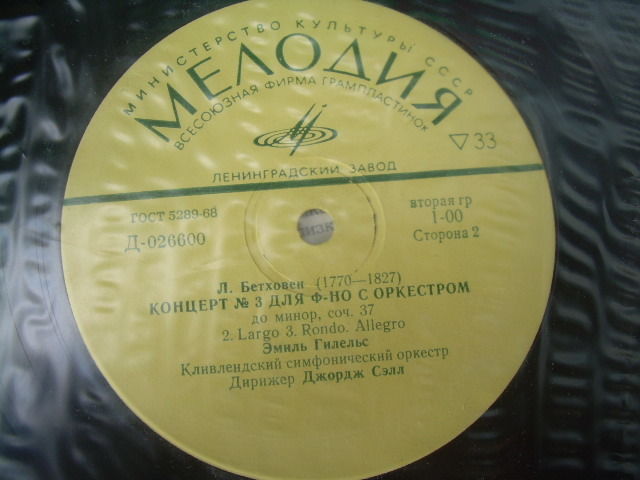 МИНИСТЕРСТВО КУЛЬТУРЫ СССР
МЕЛОДИЯ
ВСЕСОЮЗНАЯ ФИРМА ГРАМПЛАСТИНОК
▽33
ЛЕНИНГРАДСКИЙ ЗАВОД
ГОСТ 5289-68
Д-026600
вторая гр
1-00
Сторона 2
Л. Бетховен (1770—1827)
КОНЦЕРТ № 3 ДЛЯ Ф-НО С ОРКЕСТРОМ
до минор, соч. 37
2. Largo 3. Rondo. Allegro
Эмиль Гилельс
Кливлендский симфонический оркестр
Дирижер Джордж Сэлл